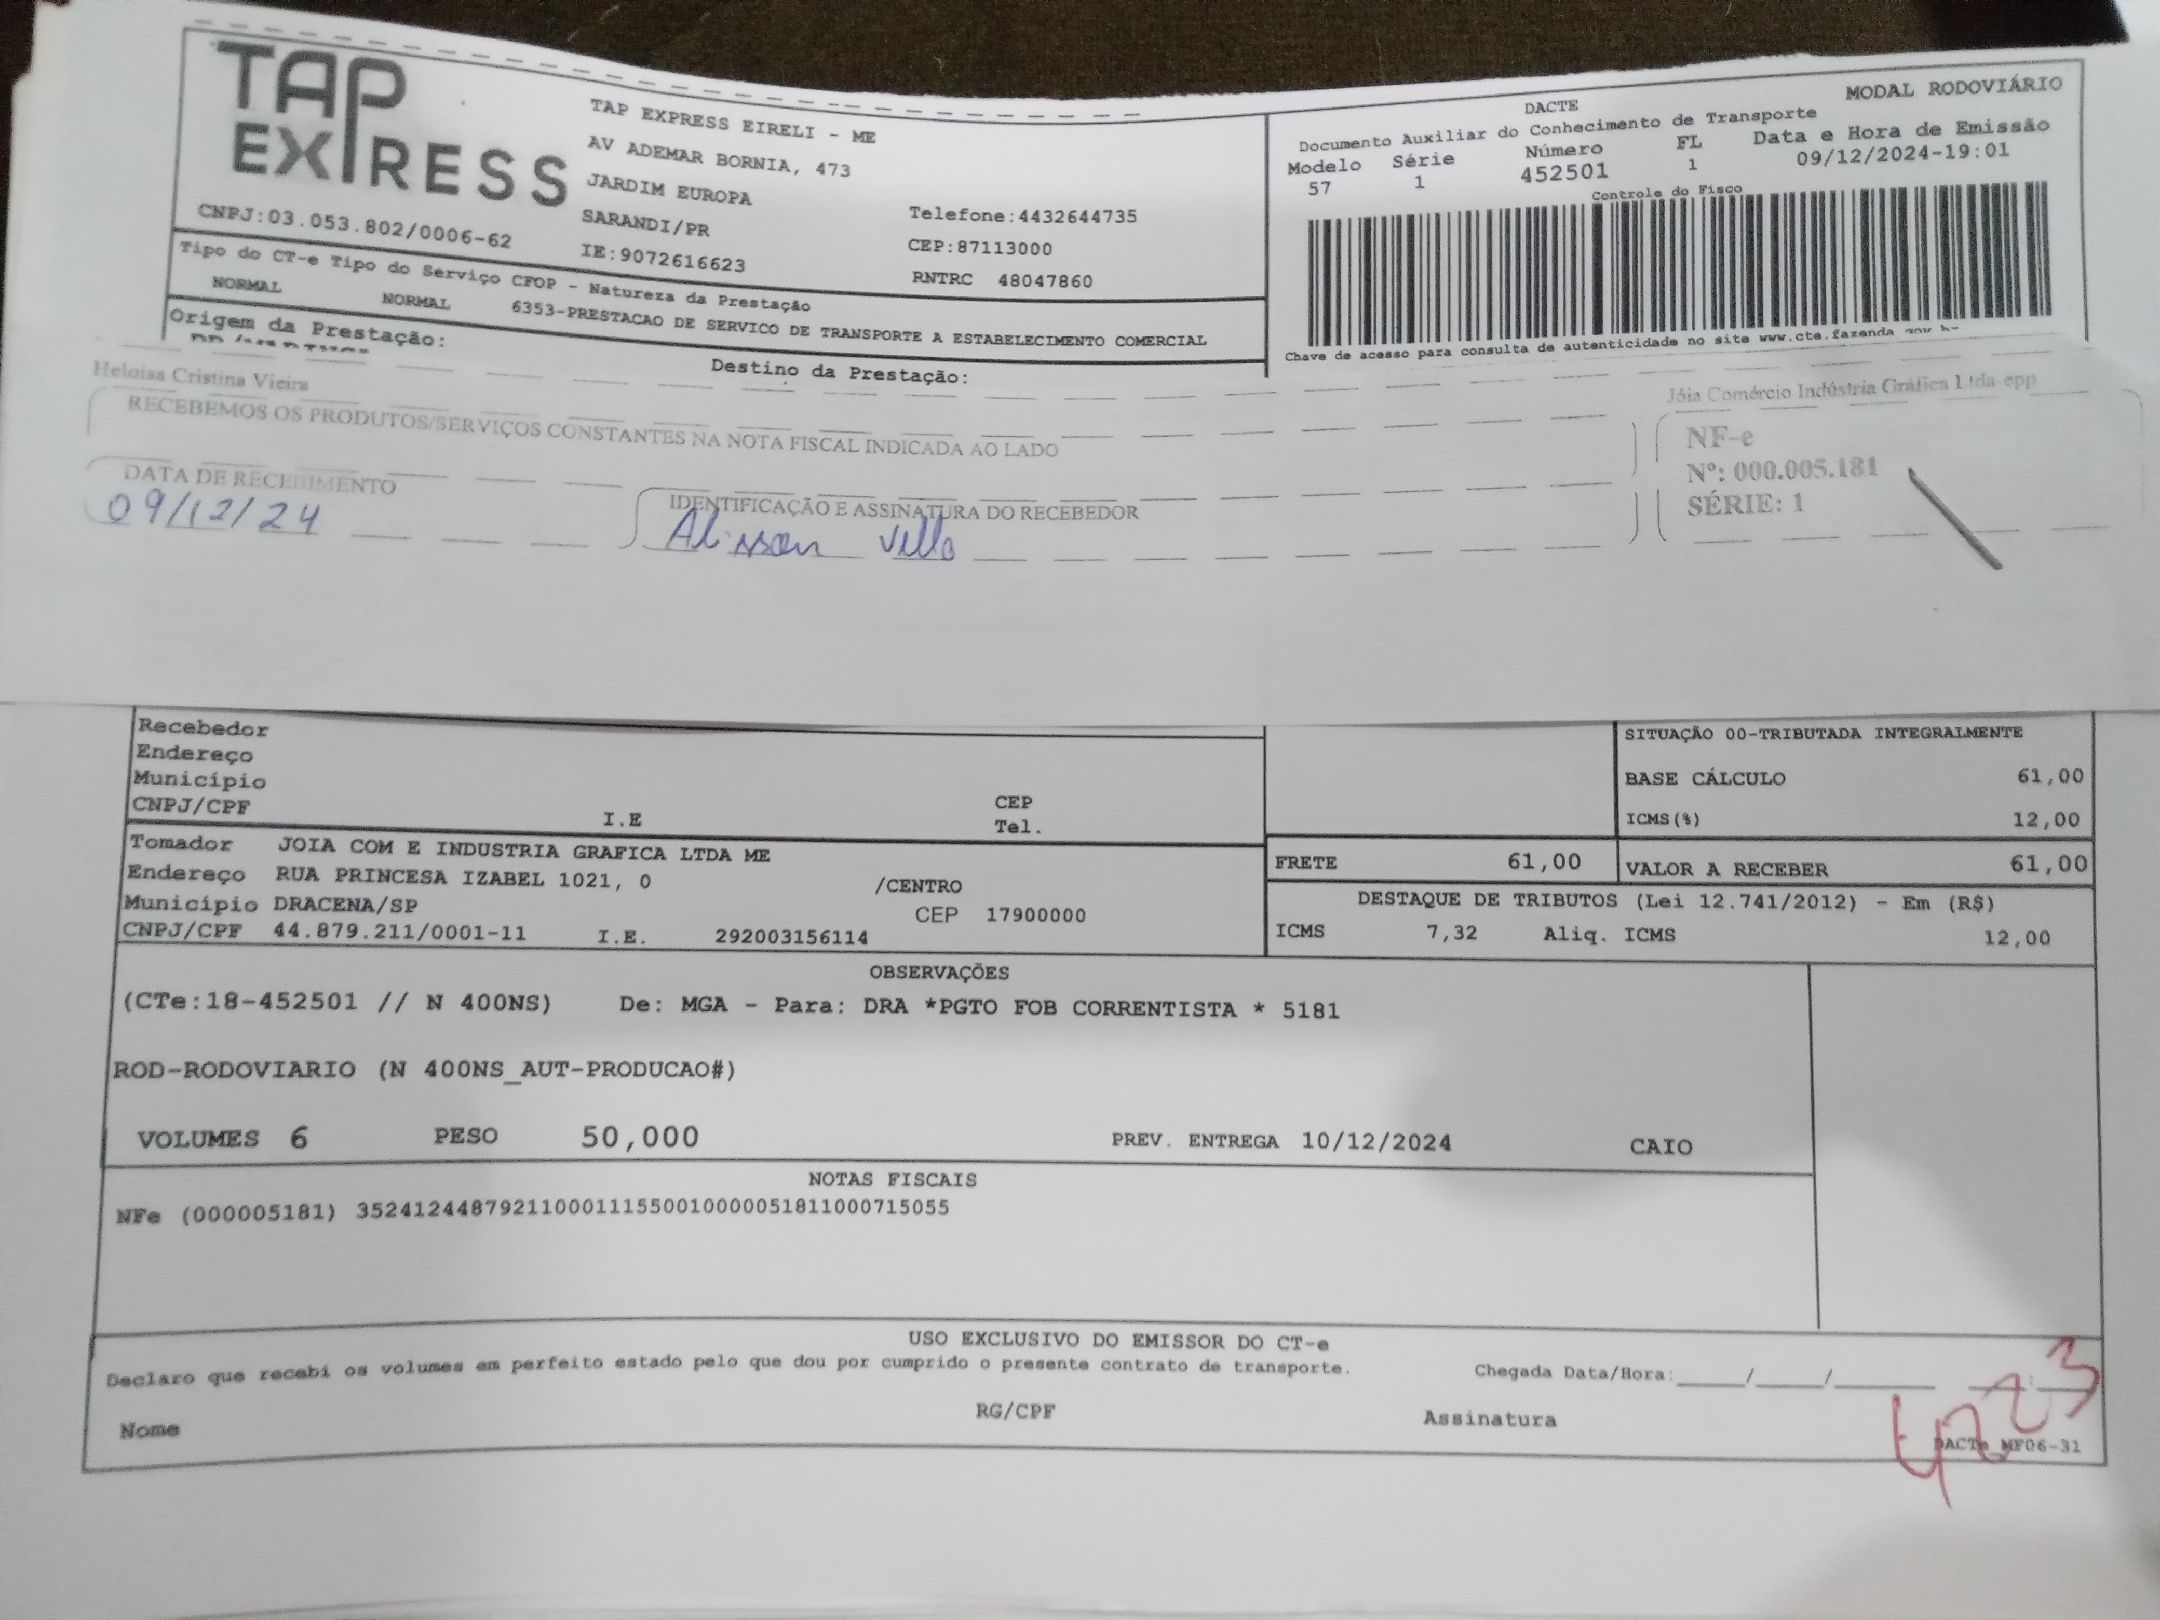 TAP
EXPRESS
TAP EXPRESS EIRELI - ME
AV ADEMAR BORNIA, 473
JARDIM EUROPA
SARANDI/PR
Telefone:4432644735
CEP:87113000
CNPJ:03.053.802/0006-62
IE:9072616623
RNTRC 48047860
MODAL RODOVIÁRIO
DACTE
Documento Auxiliar do Conhecimento de Transporte
Modelo Série Número FL Data e Hora de Emissão
57 1 452501 1 09/12/2024-19:01
Controle do Fisco
Chave de acesso para consulta de autenticidade no site www.cte.fazenda
Tipo do CT-e Tipo do Serviço CFOP - Natureza da Prestação
NORMAL NORMAL 6353-PRESTACAO DE SERVICO DE TRANSPORTE A ESTABELECIMENTO COMERCIAL
Origem da Prestação:
Destino da Prestação:
Heloisa Cristina Vieira
Jóia Comércio Indústria Gráfica Ltda-epp
RECEBEMOS OS PRODUTOS/SERVIÇOS CONSTANTES NA NOTA FISCAL INDICADA AO LADO
NF-e
Nº: 000.005.181
SÉRIE: 1
DATA DE RECEBIMENTO
09/12/24
IDENTIFICAÇÃO E ASSINATURA DO RECEBEDOR
Alisson
Recebedor
Endereço
Município
CNPJ/CPF I.E CEP
Tel.
SITUAÇÃO 00-TRIBUTADA INTEGRALMENTE
BASE CÁLCULO 61,00
ICMS(%) 12,00
Tomador JOIA COM E INDUSTRIA GRAFICA LTDA ME
Endereço RUA PRINCESA IZABEL 1021, 0 /CENTRO
Município DRACENA/SP CEP 17900000
CNPJ/CPF 44.879.211/0001-11 I.E. 292003156114
FRETE 61,00 VALOR A RECEBER 61,00
DESTAQUE DE TRIBUTOS (Lei 12.741/2012) - Em (R$)
ICMS 7,32 Aliq. ICMS 12,00
OBSERVAÇÕES
(CTe:18-452501 // N 400NS) De: MGA - Para: DRA *PGTO FOB CORRENTISTA * 5181
ROD-RODOVIARIO (N 400NS_AUT-PRODUCAO#)
VOLUMES 6 PESO 50,000 PREV. ENTREGA 10/12/2024 CAIO
NOTAS FISCAIS
NFe (000005181) 35241244879211000111550010000051811000715055
USO EXCLUSIVO DO EMISSOR DO CT-e
Declaro que recebi os volumes em perfeito estado pelo que dou por cumprido o presente contrato de transporte.
Chegada Data/Hora:_____/_____/_______ ___:___
Nome RG/CPF Assinatura
DACTe MF06-31